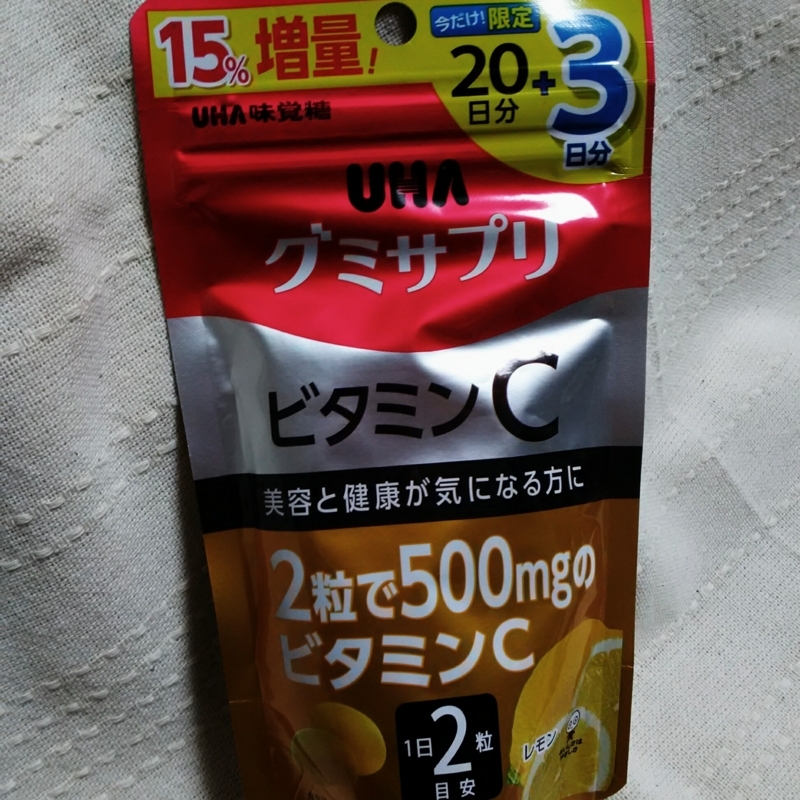 15%増量!
今だけ!限定
20日分+3日分
UHA味覚糖
UHA
グミサプリ
ビタミンC
美容と健康が気になる方に
2粒で500mgの
ビタミンC
1日2粒
目安
レモン